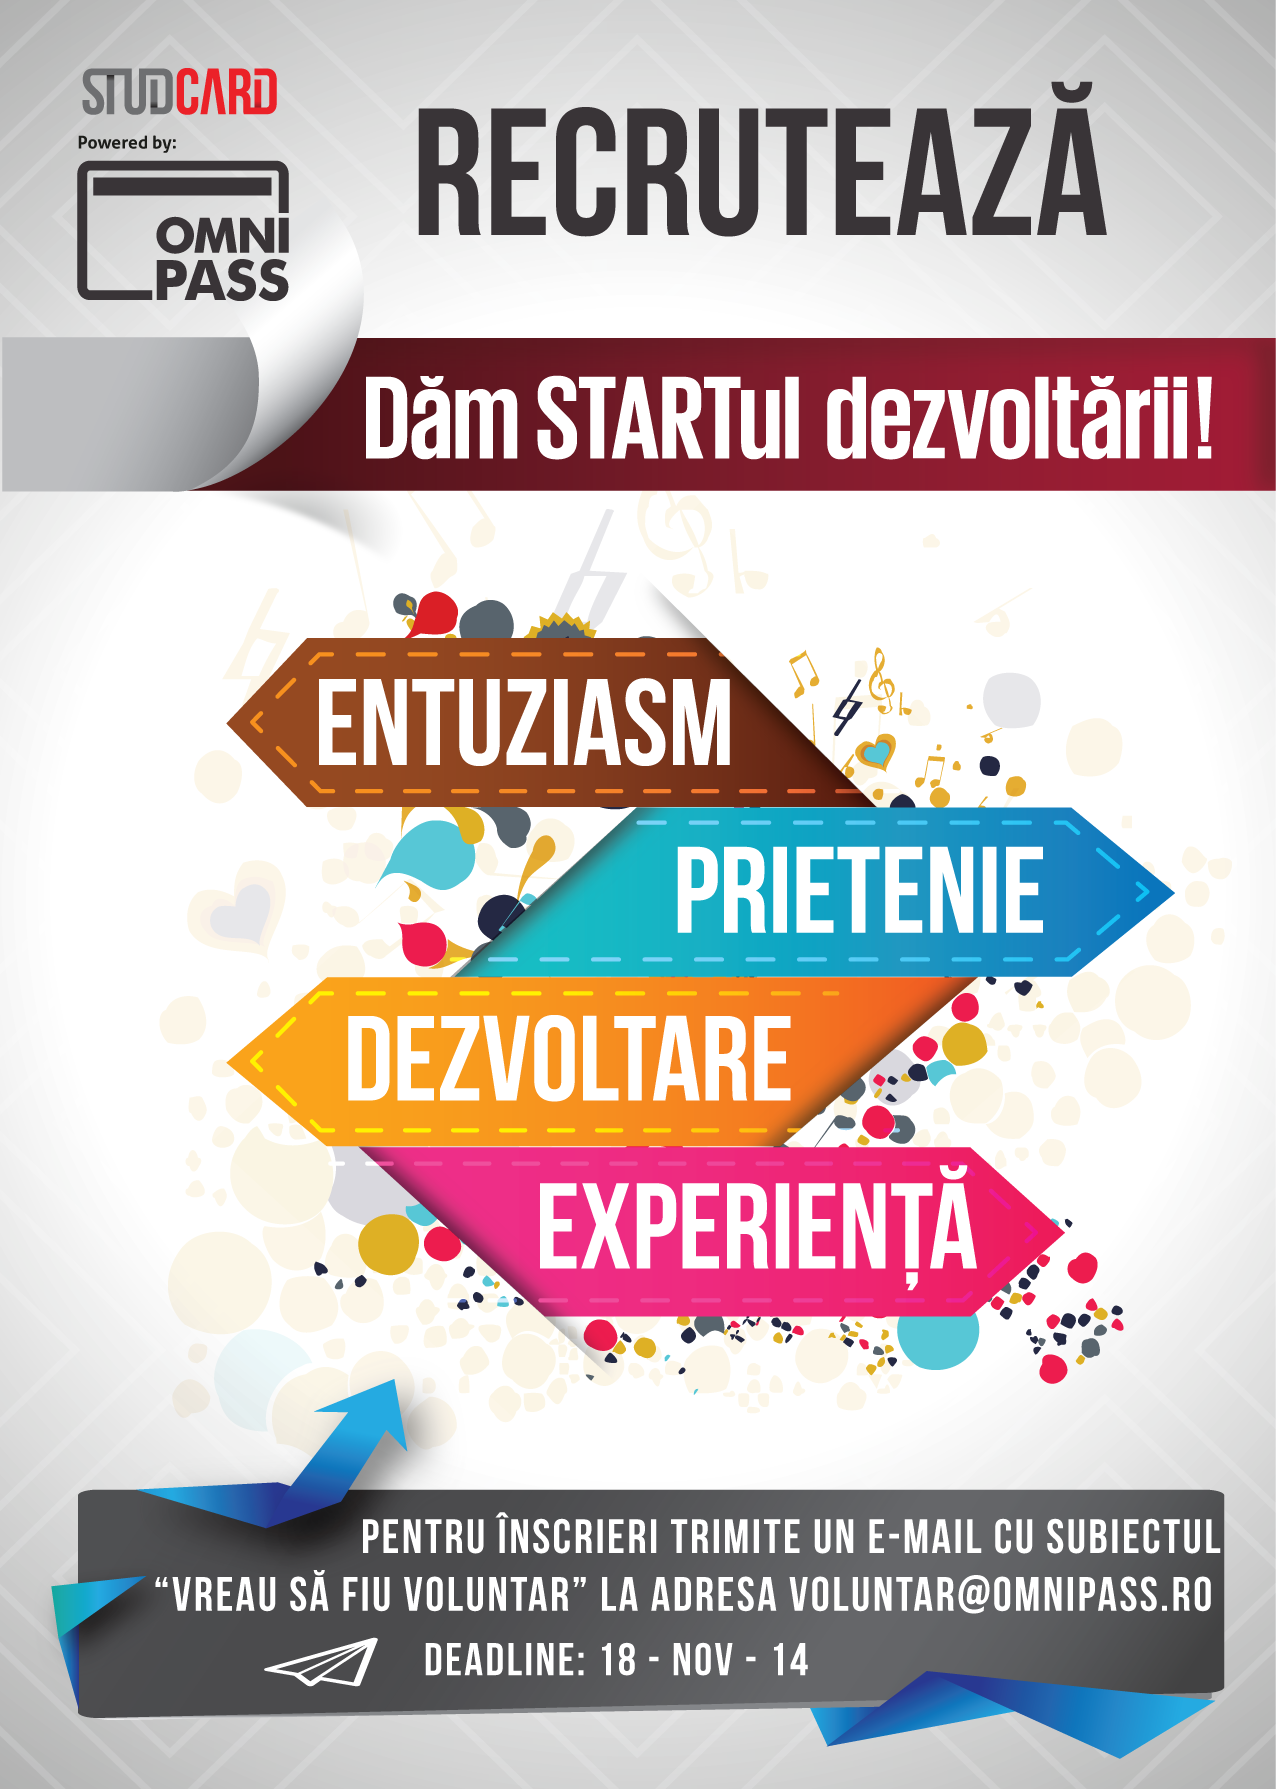 STUDCARD
Powered by:
OMNI
PASS
RECRUTEAZĂ
Dăm STARTul dezvoltării!
ENTUZIASM
PRIETENIE
DEZVOLTARE
EXPERIENȚĂ
PENTRU ÎNSCRIERI TRIMITE UN E-MAIL CU SUBIECTUL
“VREAU SĂ FIU VOLUNTAR” LA ADRESA VOLUNTAR@OMNIPASS.RO
DEADLINE: 18 - NOV - 14